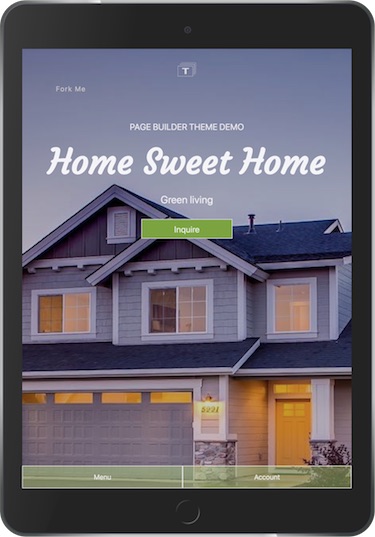 T
Fork Me
PAGE BUILDER THEME DEMO
Home Sweet Home
Green living
Inquire
5221
Menu
Account